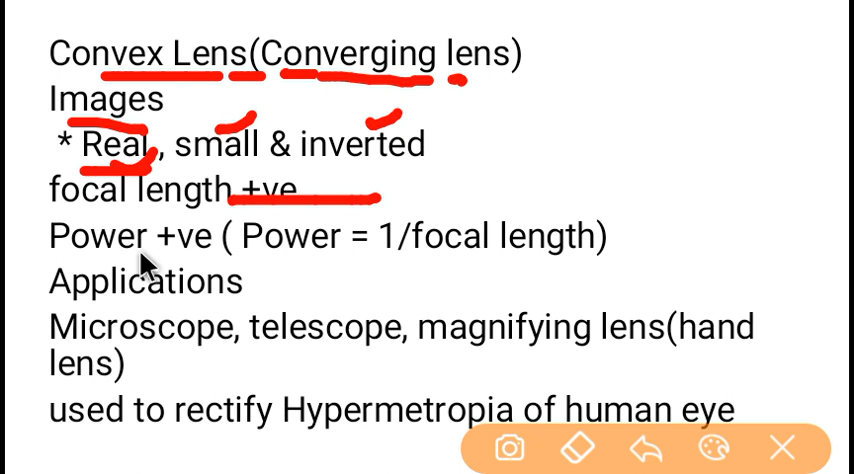 Convex Lens(Converging lens)
Images
* Real, small & inverted
focal length +ve
Power +ve ( Power = 1/focal length)
Applications
Microscope, telescope, magnifying lens(hand
lens)
used to rectify Hypermetropia of human eye